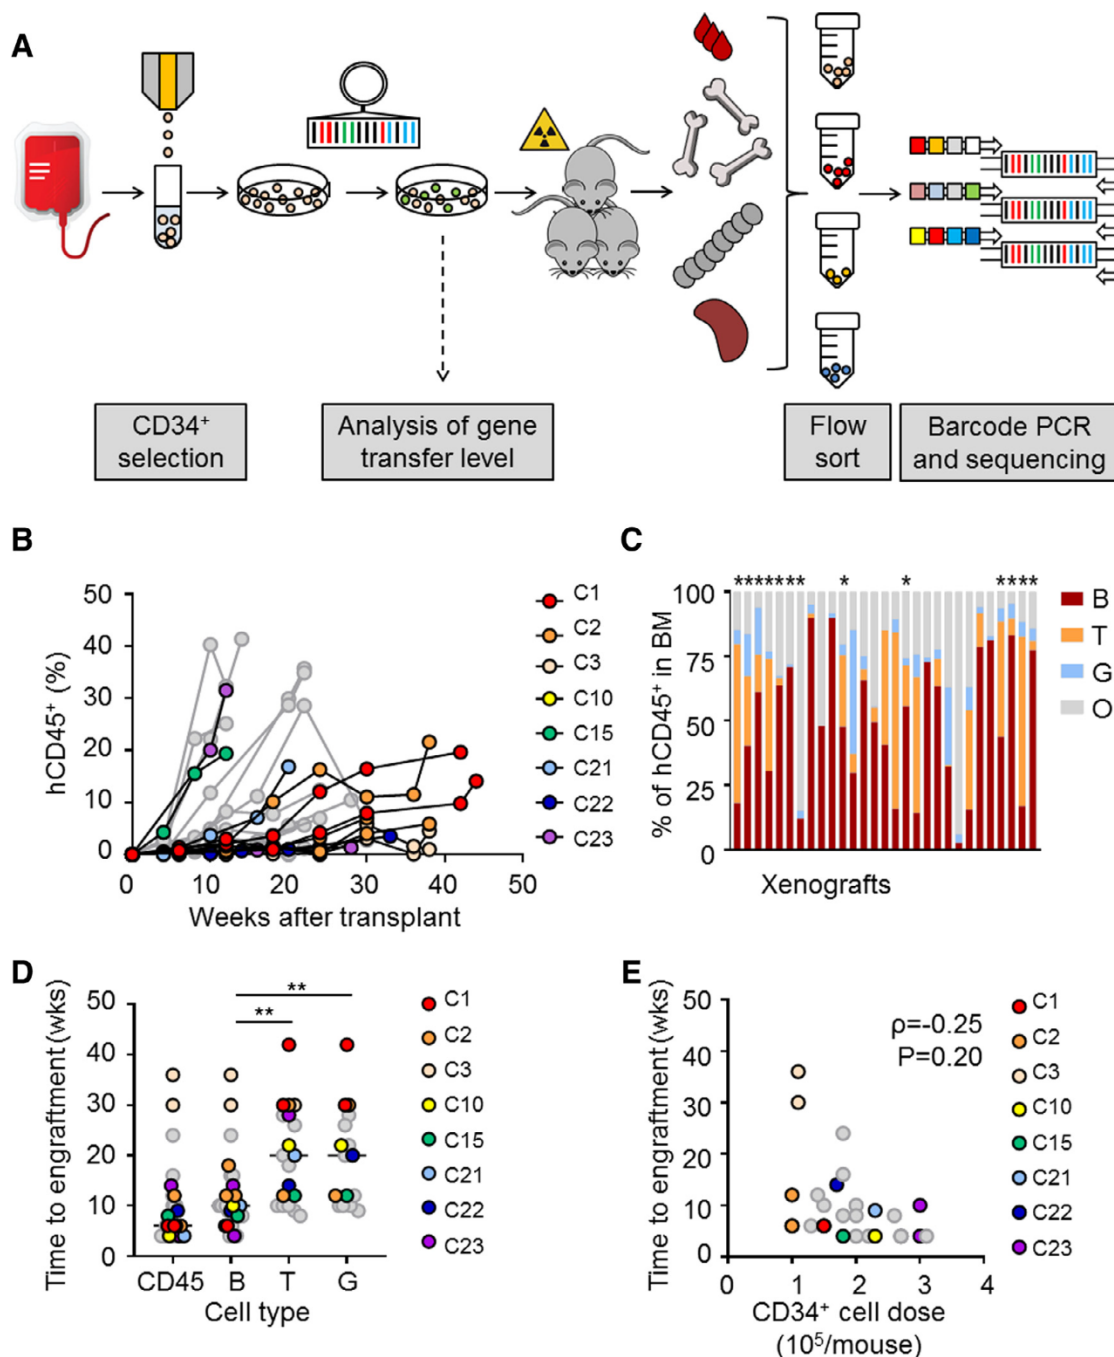 A
CD34⁺
selection
Analysis of gene
transfer level
Flow
sort
Barcode PCR
and sequencing
B
hCD45⁺ (%)
50
40
30
20
10
0
0 10 20 30 40 50
Weeks after transplant
C1
C2
C3
C10
C15
C21
C22
C23
C
% of hCD45⁺ in BM
100
50
0
******* * * ****
Xenografts
B
T
G
O
D
Time to engraftment (wks)
50
40
30
20
10
0
**
**
CD45 B T G
Cell type
C1
C2
C3
C10
C15
C21
C22
C23
E
Time to engraftment (wks)
50
40
30
20
10
0
ρ=-0.25
P=0.20
0 1 2 3 4
CD34⁺ cell dose
(10⁵/mouse)
C1
C2
C3
C10
C15
C21
C22
C23